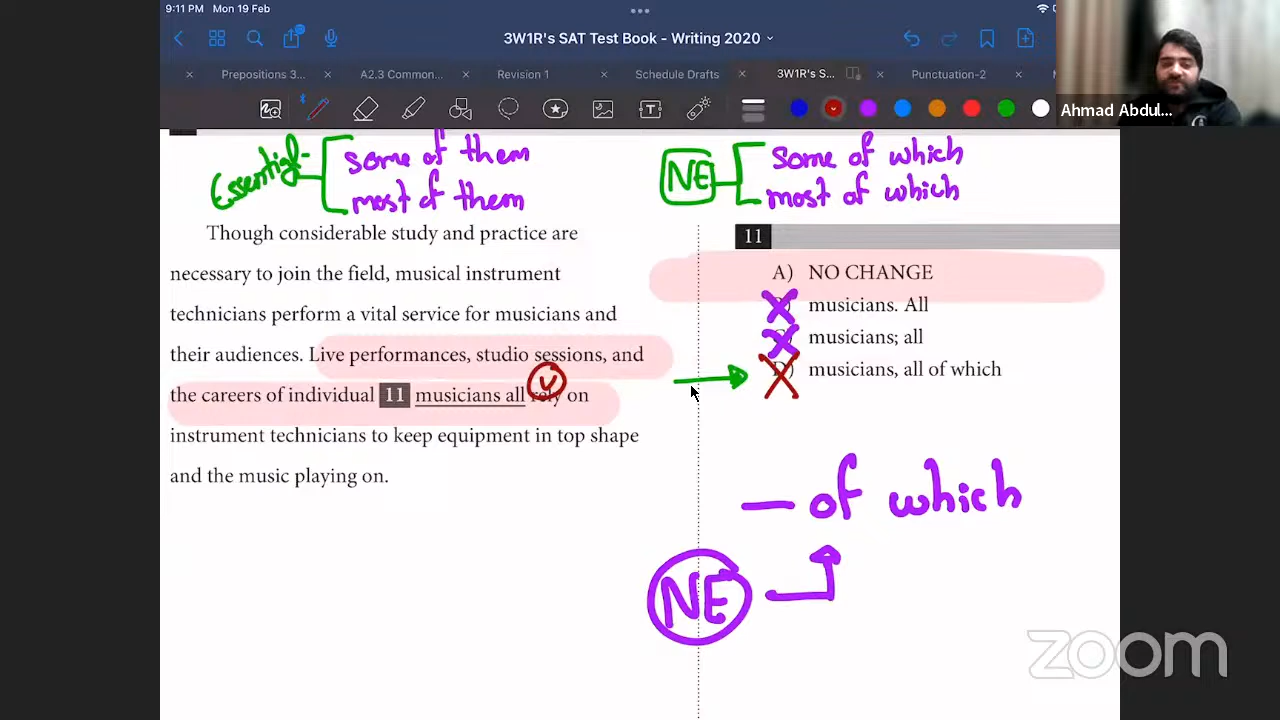 9:11 PM Mon 19 Feb
3W1R's SAT Test Book - Writing 2020
Prepositions 3...
A2.3 Common...
Revision 1
Schedule Drafts
3W1R's S...
Punctuation-2
Ahmad Abdul...
Essential-
some of them
most of them
NE
some of which
most of which
Though considerable study and practice are
necessary to join the field, musical instrument
technicians perform a vital service for musicians and
their audiences. Live performances, studio sessions, and
the careers of individual 11 musicians all rely on
V
instrument technicians to keep equipment in top shape
and the music playing on.
11
A) NO CHANGE
musicians. All
musicians; all
D) musicians, all of which
— of which
NE
zoom